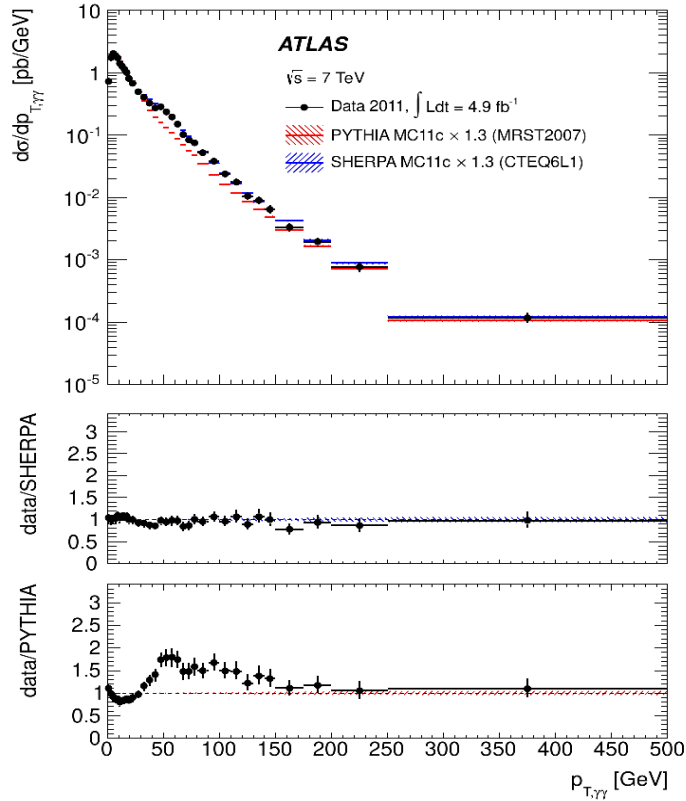 dσ/dp_{T,γγ} [pb/GeV]
10
1
10^{-1}
10^{-2}
10^{-3}
10^{-4}
10^{-5}
ATLAS
√s = 7 TeV
Data 2011, ∫ Ldt = 4.9 fb^{-1}
PYTHIA MC11c × 1.3 (MRST2007)
SHERPA MC11c × 1.3 (CTEQ6L1)
data/SHERPA
3
2.5
2
1.5
1
0.5
0
data/PYTHIA
3
2.5
2
1.5
1
0.5
0
0 50 100 150 200 250 300 350 400 450 500
p_{T,γγ} [GeV]